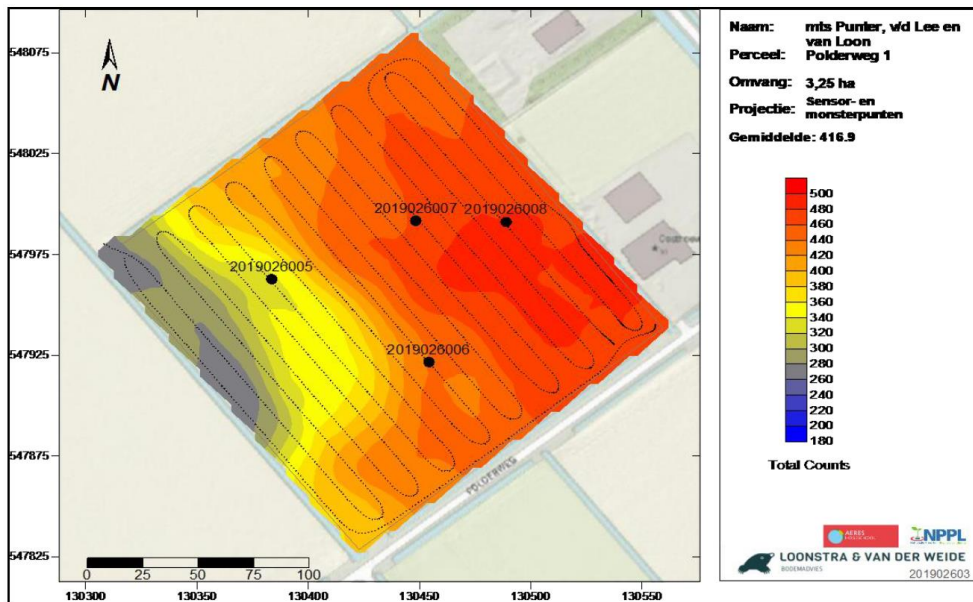 548075
548025
547975
547925
547875
547825
N
2019026007
2019026008
2019026005
2019026006
POLDERWEG
0 25 50 75 100
130300 130350 130400 130450 130500 130550
Naam: mts Punter, v/d Lee en
van Loon
Perceel: Polderweg 1
Omvang: 3,25 ha
Projectie: Sensor- en
monsterpunten
Gemiddelde: 416.9
500
480
460
440
420
400
380
360
340
320
300
280
260
240
220
200
180
Total Counts
AERES
NPPL
LOONSTRA & VAN DER WEIDE
BODEMADVIES
201902603